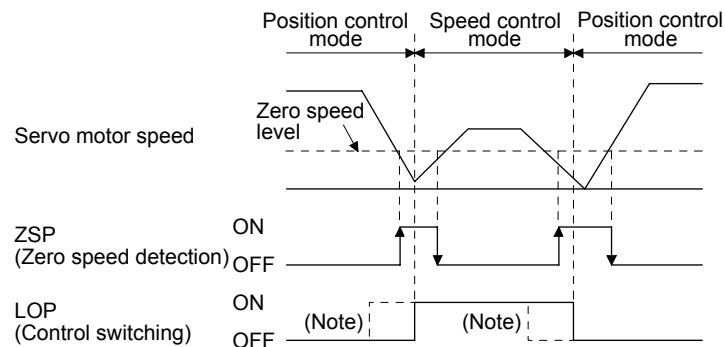 Position control mode
Speed control mode
Position control mode
Zero speed level
Servo motor speed
ZSP (Zero speed detection)
ON
OFF
LOP (Control switching)
ON
OFF
(Note)
(Note)